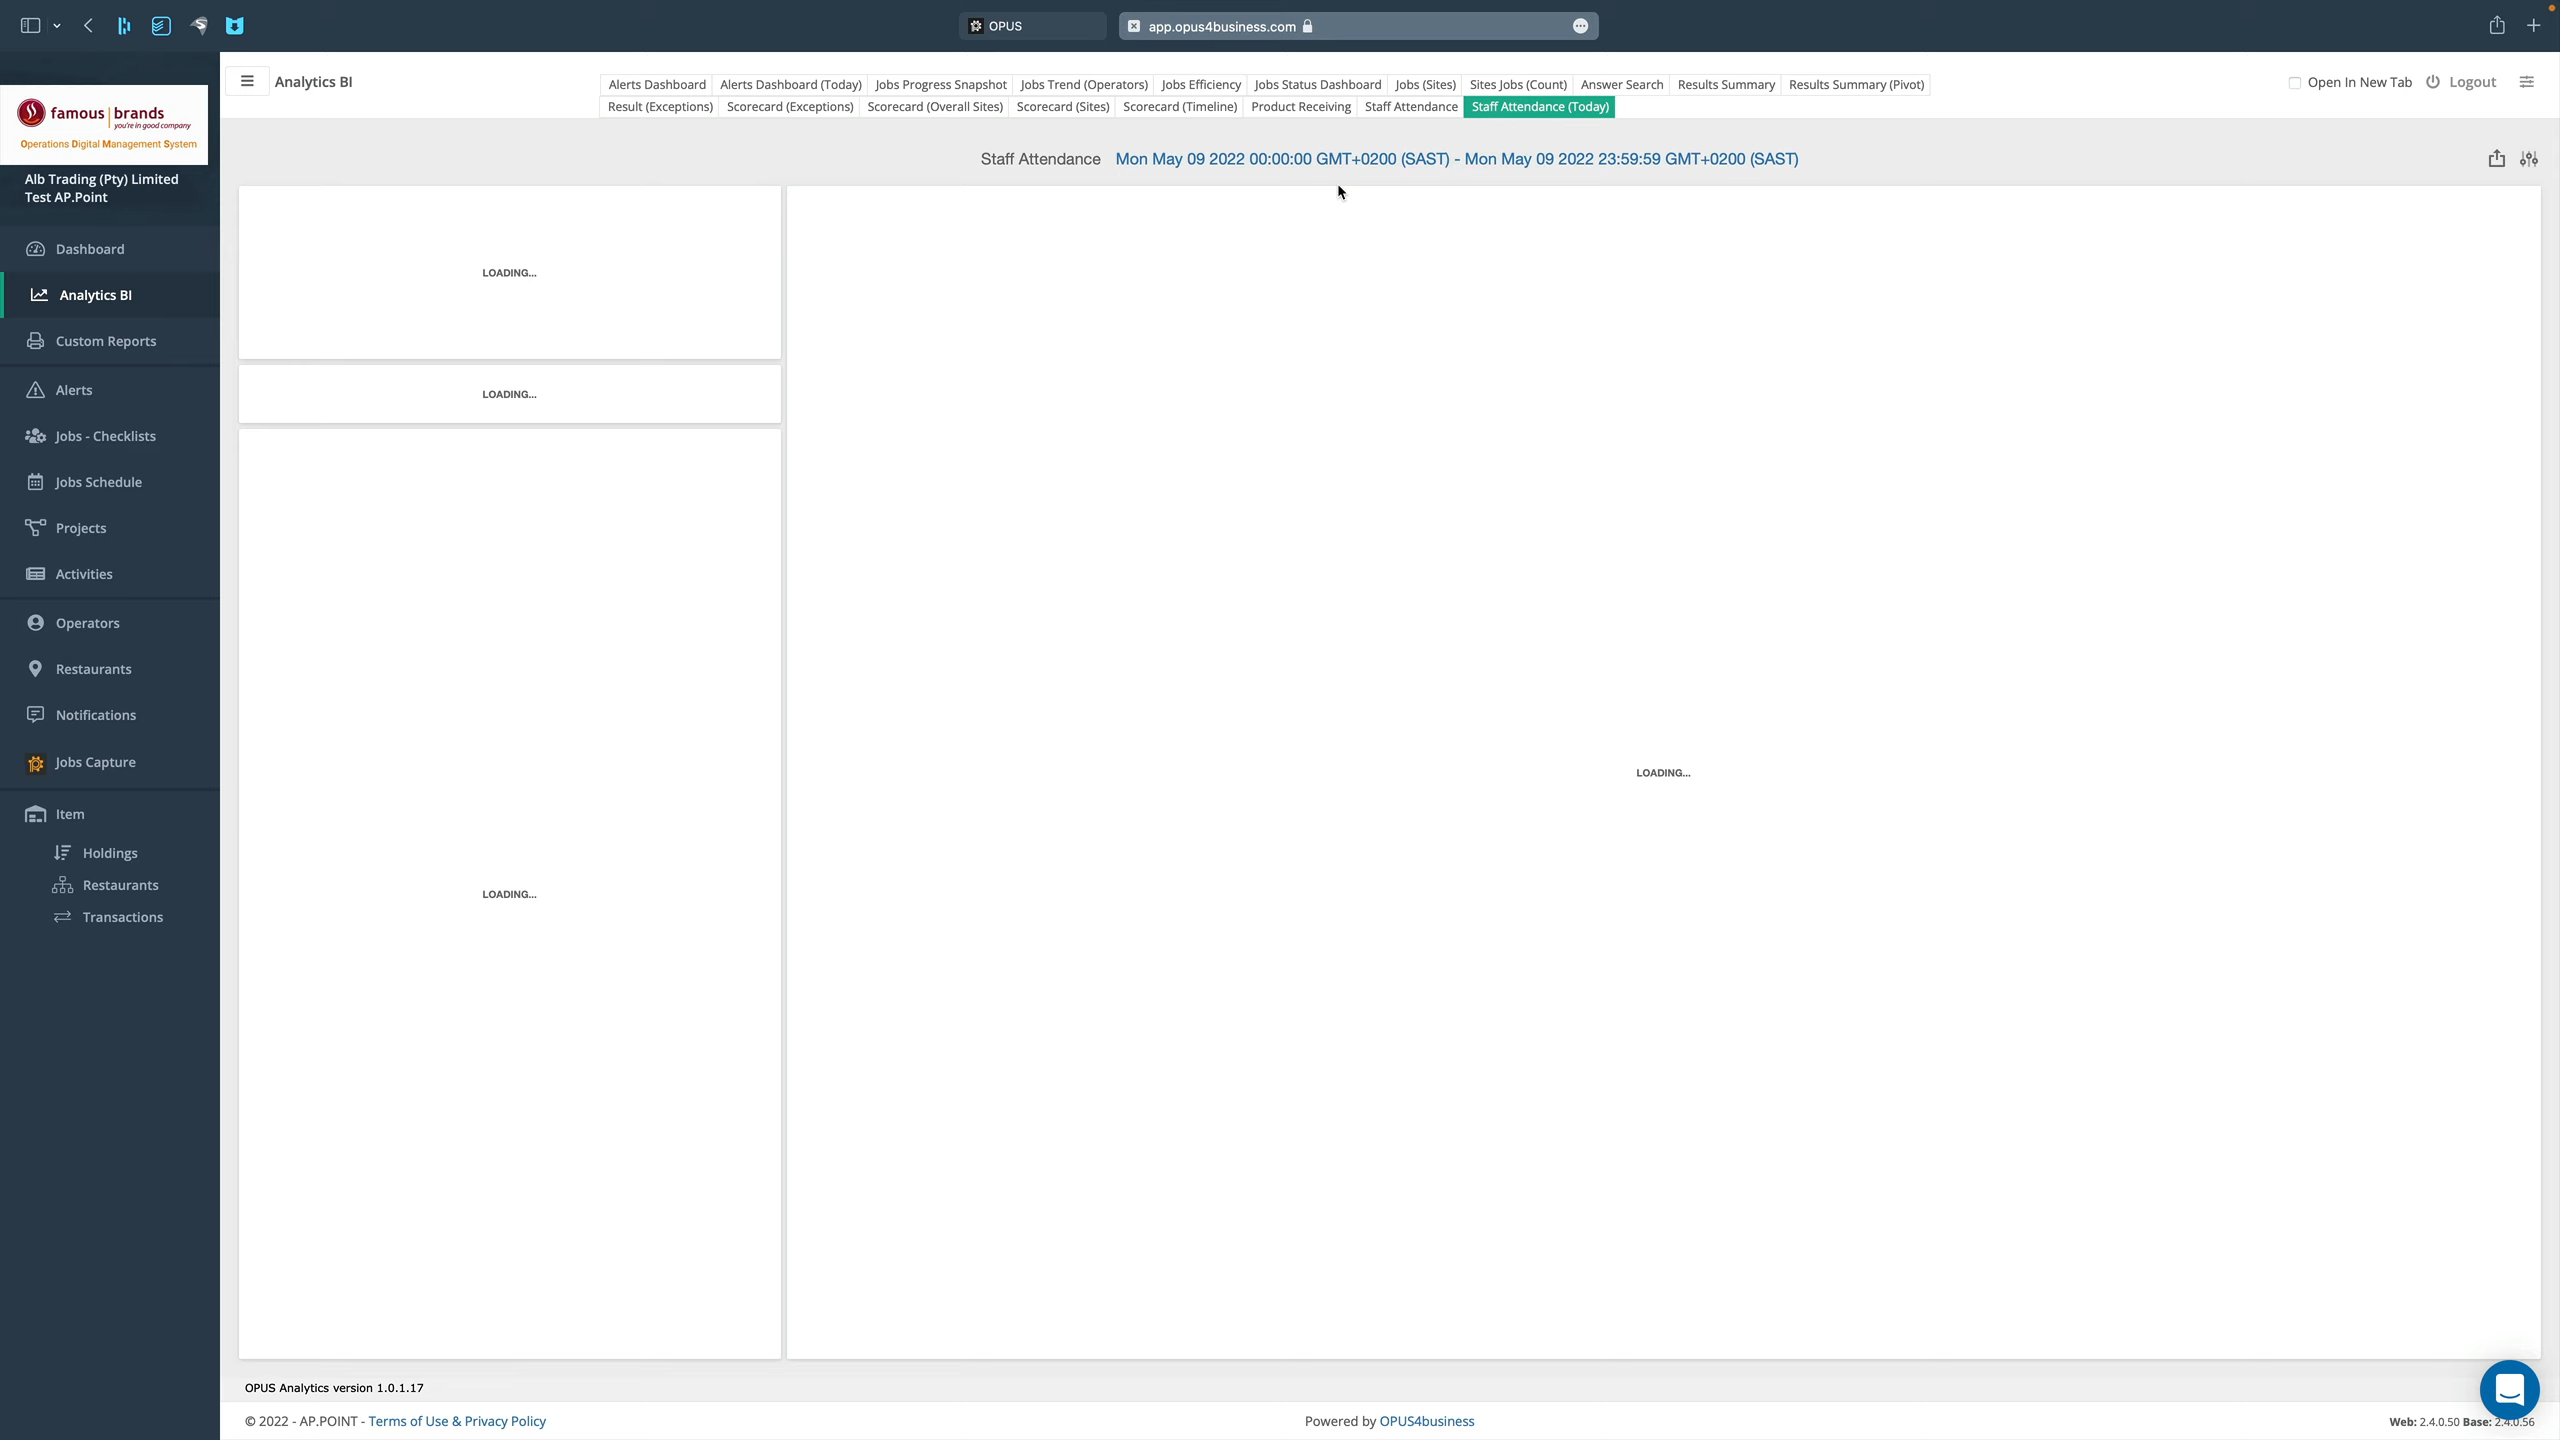 OPUS
app.opus4business.com
famous brands
you're in good company
Operations Digital Management System
Alb Trading (Pty) Limited
Test AP.Point
Dashboard
Analytics BI
Custom Reports
Alerts
Jobs - Checklists
Jobs Schedule
Projects
Activities
Operators
Restaurants
Notifications
Jobs Capture
Item
Holdings
Restaurants
Transactions
Analytics BI
Alerts Dashboard Alerts Dashboard (Today) Jobs Progress Snapshot Jobs Trend (Operators) Jobs Efficiency Jobs Status Dashboard Jobs (Sites) Sites Jobs (Count) Answer Search Results Summary Results Summary (Pivot)
Result (Exceptions) Scorecard (Exceptions) Scorecard (Overall Sites) Scorecard (Sites) Scorecard (Timeline) Product Receiving Staff Attendance Staff Attendance (Today)
Open In New Tab Logout
Staff Attendance Mon May 09 2022 00:00:00 GMT+0200 (SAST) - Mon May 09 2022 23:59:59 GMT+0200 (SAST)
LOADING...
LOADING...
LOADING...
LOADING...
OPUS Analytics version 1.0.1.17
© 2022 - AP.POINT - Terms of Use & Privacy Policy
Powered by OPUS4business
Web: 2.4.0.50 Base: 2.4.0.56